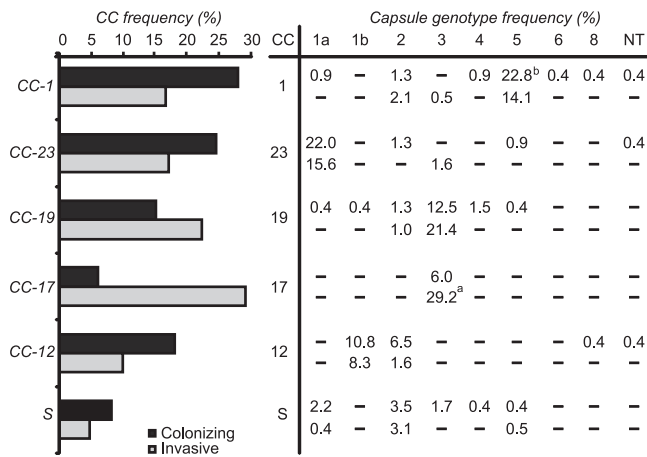 CC frequency (%)
Capsule genotype frequency (%)
0 5 10 15 20 25 30 CC 1a 1b 2 3 4 5 6 8 NT
CC-1 1 0.9 – 1.3 – 0.9 22.8b 0.4 0.4 0.4
– – 2.1 0.5 – 14.1 – – –
CC-23 23 22.0 – 1.3 – – 0.9 – – 0.4
15.6 – – 1.6 – – – – –
CC-19 19 0.4 0.4 1.3 12.5 1.5 0.4 – – –
– – 1.0 21.4 – – – – –
CC-17 17 – – – 6.0 – – – – –
– – – 29.2a – – – – –
CC-12 12 – 10.8 6.5 – – – – 0.4 0.4
– 8.3 1.6 – – – – – –
S S 2.2 – 3.5 1.7 0.4 0.4 – – –
0.4 – 3.1 – – 0.5 – – –
Colonizing
Invasive